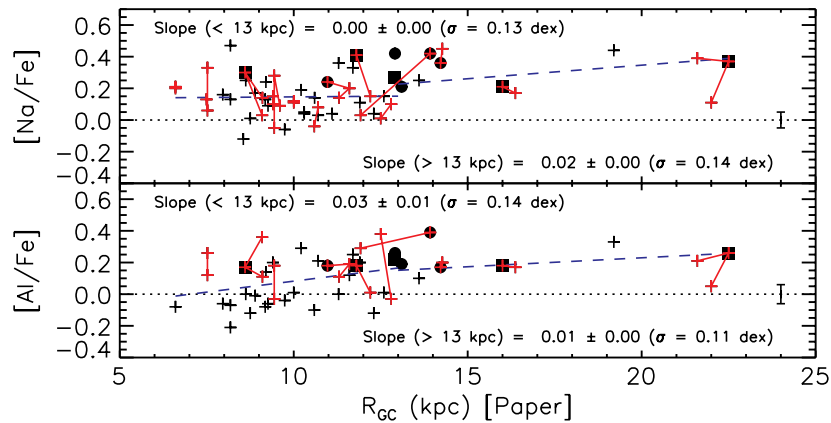 0.6
Slope (< 13 kpc) = 0.00 ± 0.00 (σ = 0.13 dex)
0.4
0.2
0.0
−0.2
−0.4
[Na/Fe]
Slope (> 13 kpc) = 0.02 ± 0.00 (σ = 0.14 dex)
0.6
Slope (< 13 kpc) = 0.03 ± 0.01 (σ = 0.14 dex)
0.4
0.2
0.0
−0.2
−0.4
[Al/Fe]
Slope (> 13 kpc) = 0.01 ± 0.00 (σ = 0.11 dex)
5 10 15 20 25
R_GC (kpc) [Paper]